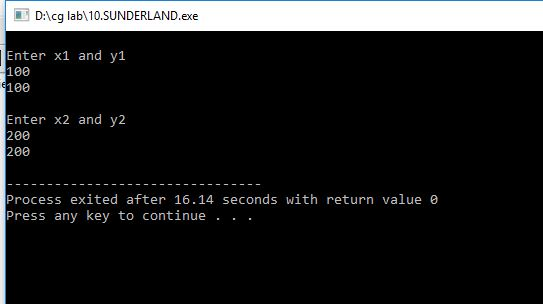 D:\cg lab\10.SUNDERLAND.exe
Enter x1 and y1
100
100
Enter x2 and y2
200
200
--------------------------------
Process exited after 16.14 seconds with return value 0
Press any key to continue . . .